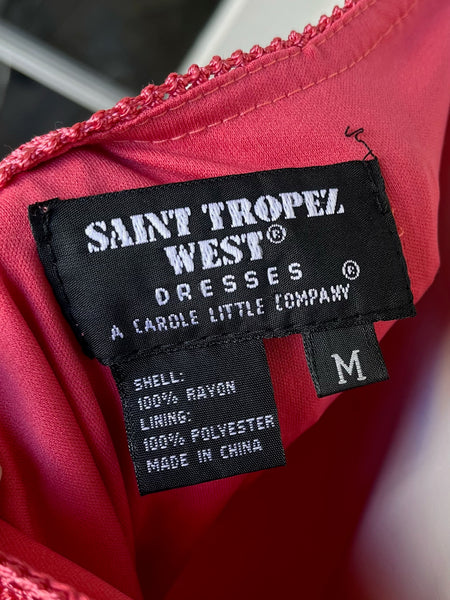 SAINT TROPEZ
WEST®
DRESSES ®
A CAROLE LITTLE COMPANY
M
SHELL:
100% RAYON
LINING:
100% POLYESTER
MADE IN CHINA